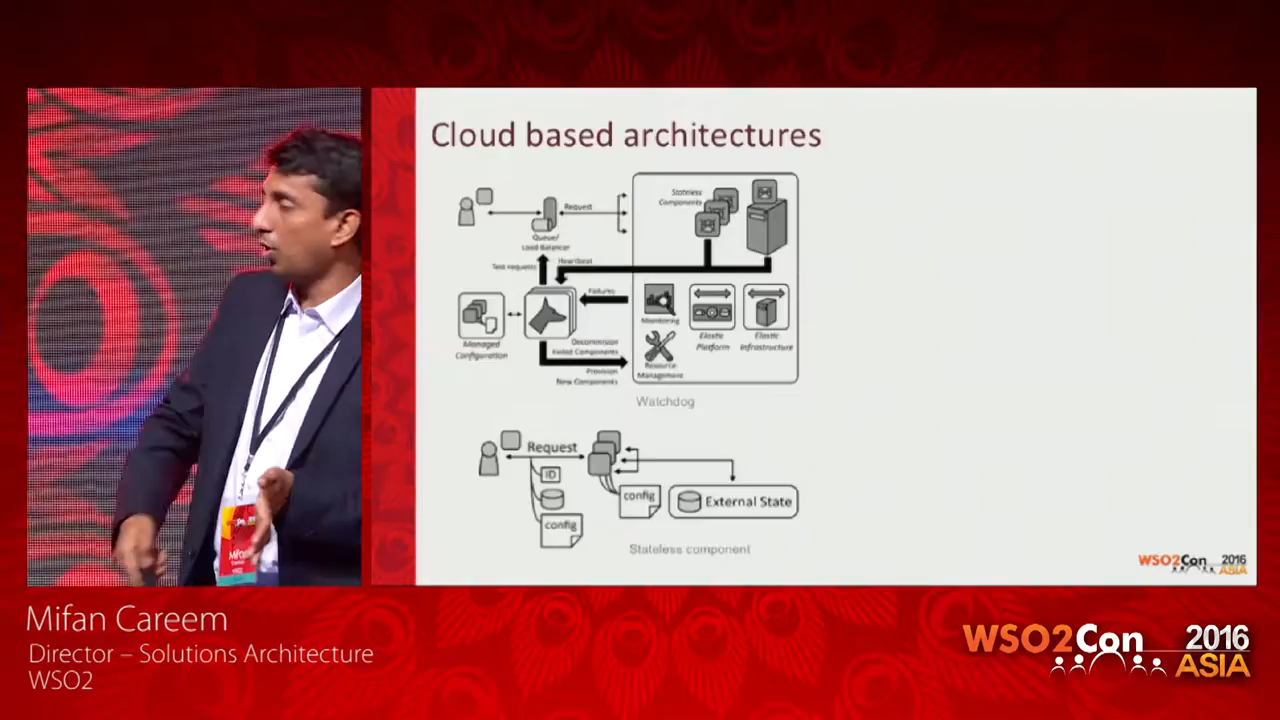 Cloud based architectures
Stateless
Components
Request
Queue/
Load Balancer
Test requests
Heartbeat
Failures
Managed
Configuration
Monitoring
Elastic
Platform
Elastic
Infrastructure
Decommision
Failed Components
Resource
Management
Provision
New Components
Watchdog
Request
ID
config
config
External State
Stateless component
WSO2Con 2016
ASIA
Mifan Careem
Director – Solutions Architecture
WSO2
WSO2Con 2016
ASIA